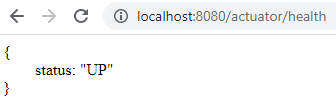 localhost:8080/actuator/health
{
status: "UP"
}